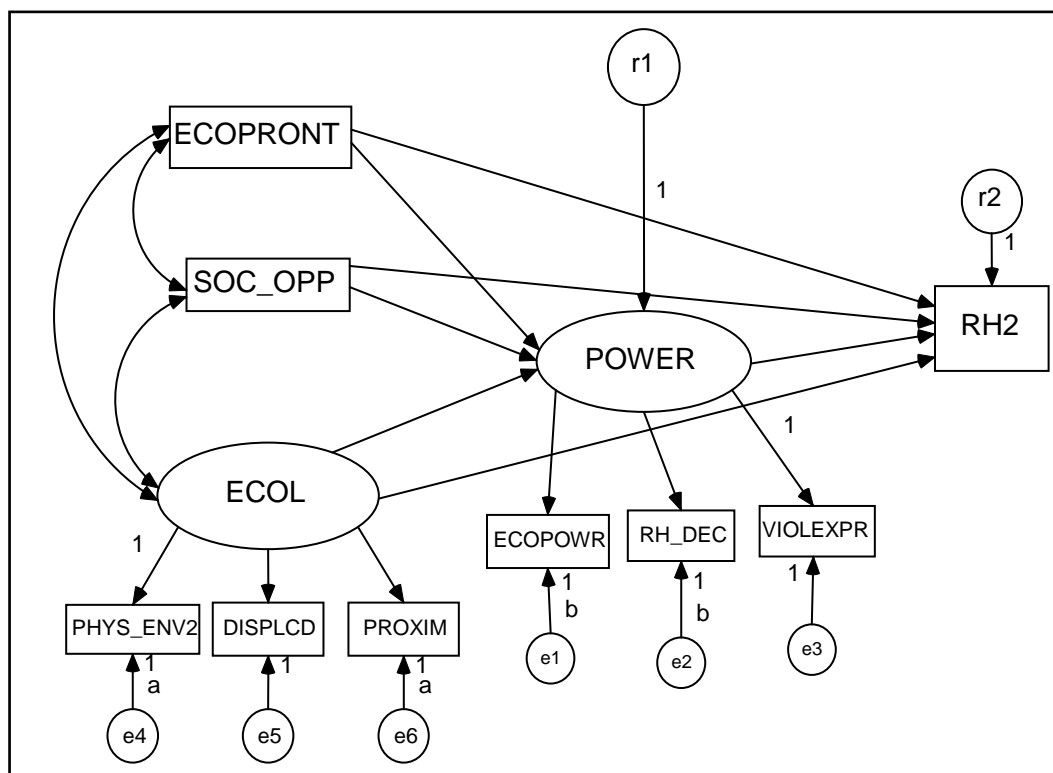 r1
ECOPRONT
1
r2
1
SOC_OPP
RH2
POWER
1
ECOL
ECOPOWR
RH_DEC
VIOLEXPR
1
1
1
1
b
b
PHYS_ENV2
DISPLCD
PROXIM
e1
e2
e3
1
1
1
a
a
e4
e5
e6